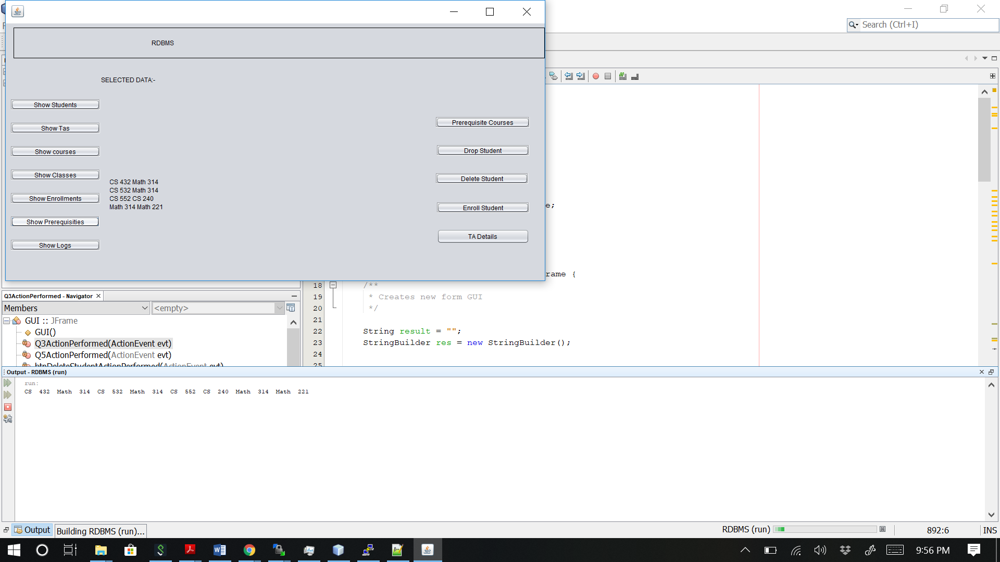 RDBMS
SELECTED DATA:-
Show Students
Show Tas
Show courses
Show Classes
Show Enrollments
Show Prerequisities
Show Logs
CS 432 Math 314
CS 532 Math 314
CS 552 CS 240
Math 314 Math 221
Prerequisite Courses
Drop Student
Delete Student
Enroll Student
TA Details
Search (Ctrl+I)
e;
rame {
18 /**
19 * Creates new form GUI
20 */
21
22 String result = "";
23 StringBuilder res = new StringBuilder();
24
25
Q3ActionPerformed - Navigator
Members
<empty>
GUI :: JFrame
GUI()
Q3ActionPerformed(ActionEvent evt)
Q5ActionPerformed(ActionEvent evt)
btnDeleteStudentActionPerformed(ActionEvent evt)
Output - RDBMS (run)
run:
CS 432 Math 314 CS 532 Math 314 CS 552 CS 240 Math 314 Math 221
Output
Building RDBMS (run)...
RDBMS (run)
892:6
INS
9:56 PM